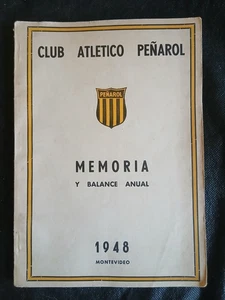 CLUB ATLETICO PEÑAROL
PEÑAROL
MEMORIA
Y BALANCE ANUAL
1948
MONTEVIDEO